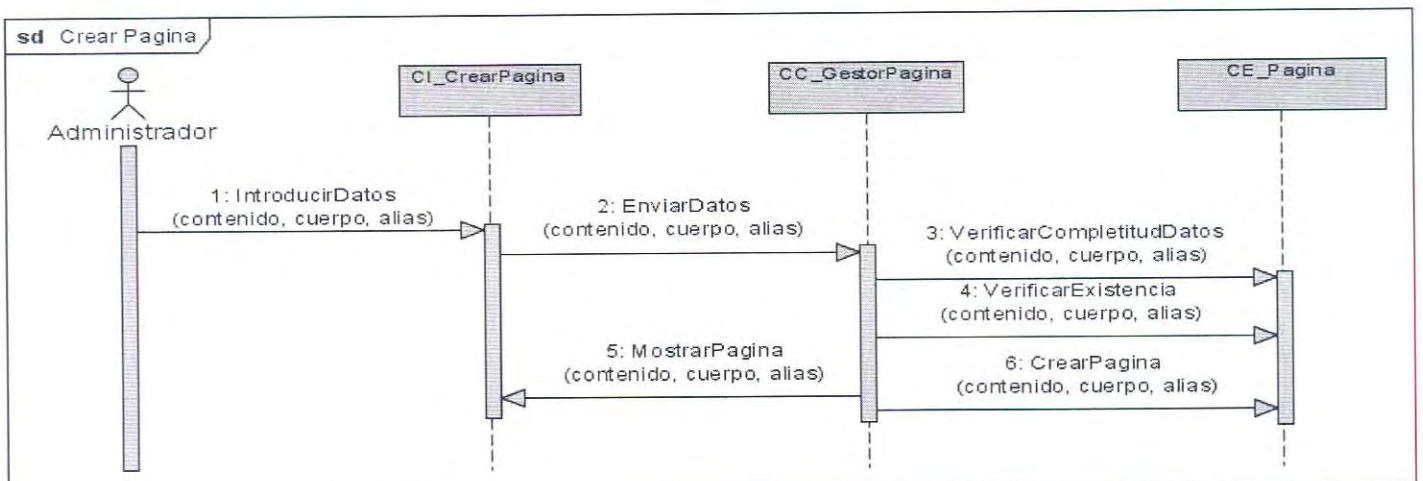 sd Crear Pagina
CI_CrearPagina
CC_GestorPagina
CE_Pagina
Administrador
1: IntroducirDatos
(contenido, cuerpo, alias)
2: EnviarDatos
(contenido, cuerpo, alias)
3: VerificarCompletitudDatos
(contenido, cuerpo, alias)
4: VerificarExistencia
(contenido, cuerpo, alias)
5: MostrarPagina
(contenido, cuerpo, alias)
6: CrearPagina
(contenido, cuerpo, alias)